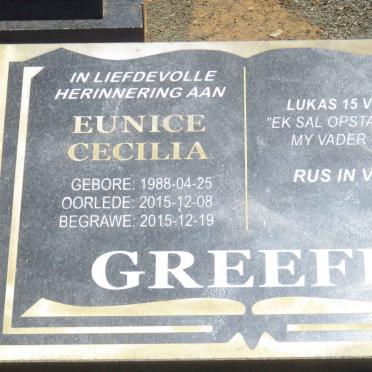 IN LIEFDEVOLLE
HERINNERING AAN
EUNICE
CECILIA
GEBORE: 1988-04-25
OORLEDE: 2015-12-08
BEGRAWE: 2015-12-19
LUKAS 15 V
"EK SAL OPSTA
MY VADER
RUS IN V
GREEF